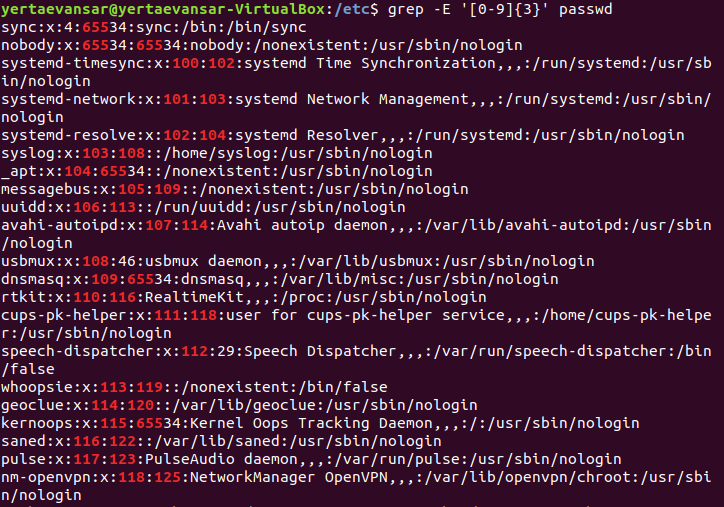 yertaevansar@yertaevansar-VirtualBox:/etc$ grep -E '[0-9]{3}' passwd
sync:x:4:65534:sync:/bin:/bin/sync
nobody:x:65534:65534:nobody:/nonexistent:/usr/sbin/nologin
systemd-timesync:x:100:102:systemd Time Synchronization,,,:/run/systemd:/usr/sb
in/nologin
systemd-network:x:101:103:systemd Network Management,,,:/run/systemd:/usr/sbin/
nologin
systemd-resolve:x:102:104:systemd Resolver,,,:/run/systemd:/usr/sbin/nologin
syslog:x:103:108::/home/syslog:/usr/sbin/nologin
_apt:x:104:65534::/nonexistent:/usr/sbin/nologin
messagebus:x:105:109::/nonexistent:/usr/sbin/nologin
uuidd:x:106:113::/run/uuidd:/usr/sbin/nologin
avahi-autoipd:x:107:114:Avahi autoip daemon,,,:/var/lib/avahi-autoipd:/usr/sbin
/nologin
usbmux:x:108:46:usbmux daemon,,,:/var/lib/usbmux:/usr/sbin/nologin
dnsmasq:x:109:65534:dnsmasq,,,:/var/lib/misc:/usr/sbin/nologin
rtkit:x:110:116:RealtimeKit,,,:/proc:/usr/sbin/nologin
cups-pk-helper:x:111:118:user for cups-pk-helper service,,,:/home/cups-pk-helpe
r:/usr/sbin/nologin
speech-dispatcher:x:112:29:Speech Dispatcher,,,:/var/run/speech-dispatcher:/bin
/false
whoopsie:x:113:119::/nonexistent:/bin/false
geoclue:x:114:120::/var/lib/geoclue:/usr/sbin/nologin
kernoops:x:115:65534:Kernel Oops Tracking Daemon,,,:/:/usr/sbin/nologin
saned:x:116:122::/var/lib/saned:/usr/sbin/nologin
pulse:x:117:123:PulseAudio daemon,,,:/var/run/pulse:/usr/sbin/nologin
nm-openvpn:x:118:125:NetworkManager OpenVPN,,,:/var/lib/openvpn/chroot:/usr/sbi
n/nologin